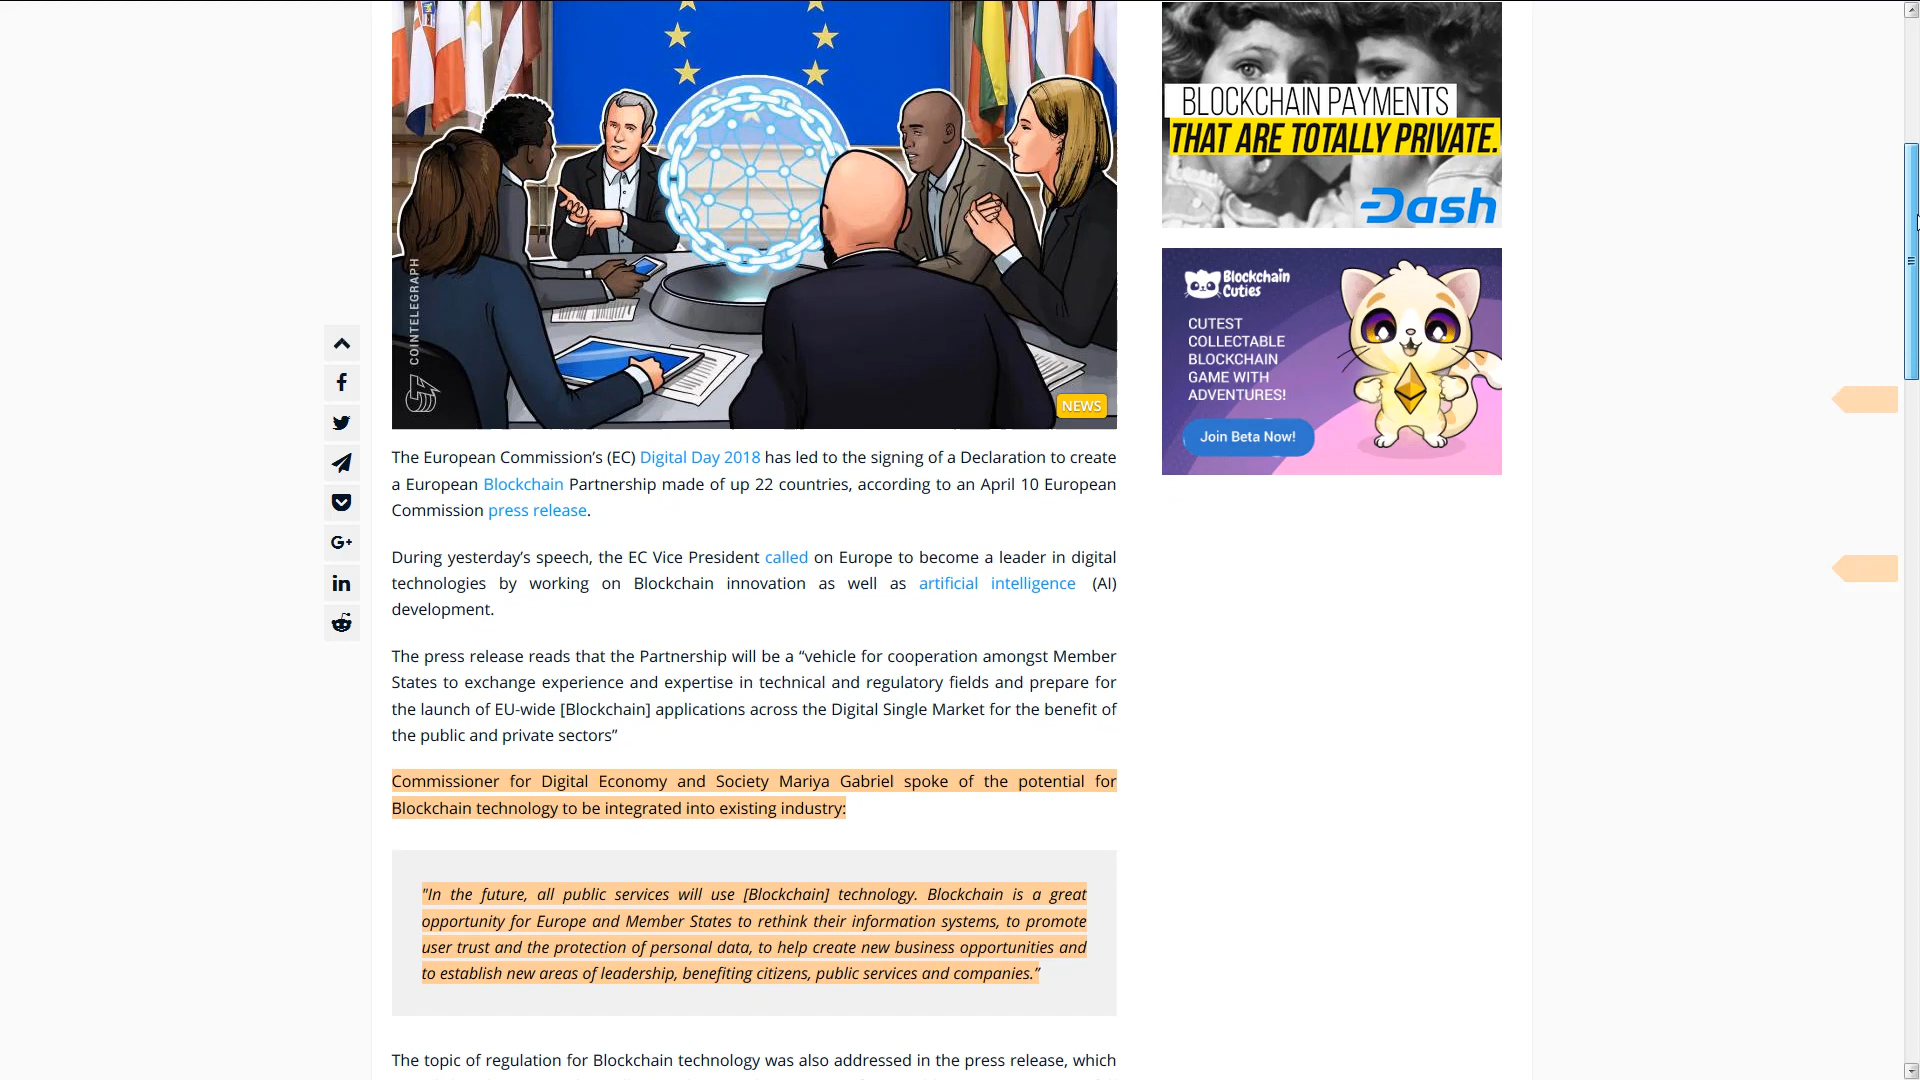 COINTELEGRAPH
NEWS
The European Commission’s (EC) Digital Day 2018 has led to the signing of a Declaration to create
a European Blockchain Partnership made of up 22 countries, according to an April 10 European
Commission press release.
During yesterday’s speech, the EC Vice President called on Europe to become a leader in digital
technologies by working on Blockchain innovation as well as artificial intelligence (AI)
development.
The press release reads that the Partnership will be a “vehicle for cooperation amongst Member
States to exchange experience and expertise in technical and regulatory fields and prepare for
the launch of EU-wide [Blockchain] applications across the Digital Single Market for the benefit of
the public and private sectors”
Commissioner for Digital Economy and Society Mariya Gabriel spoke of the potential for
Blockchain technology to be integrated into existing industry:
"In the future, all public services will use [Blockchain] technology. Blockchain is a great
opportunity for Europe and Member States to rethink their information systems, to promote
user trust and the protection of personal data, to help create new business opportunities and
to establish new areas of leadership, benefiting citizens, public services and companies.”
The topic of regulation for Blockchain technology was also addressed in the press release, which
BLOCKCHAIN PAYMENTS
THAT ARE TOTALLY PRIVATE.
Dash
Blockchain
Cuties
CUTEST
COLLECTABLE
BLOCKCHAIN
GAME WITH
ADVENTURES!
Join Beta Now!